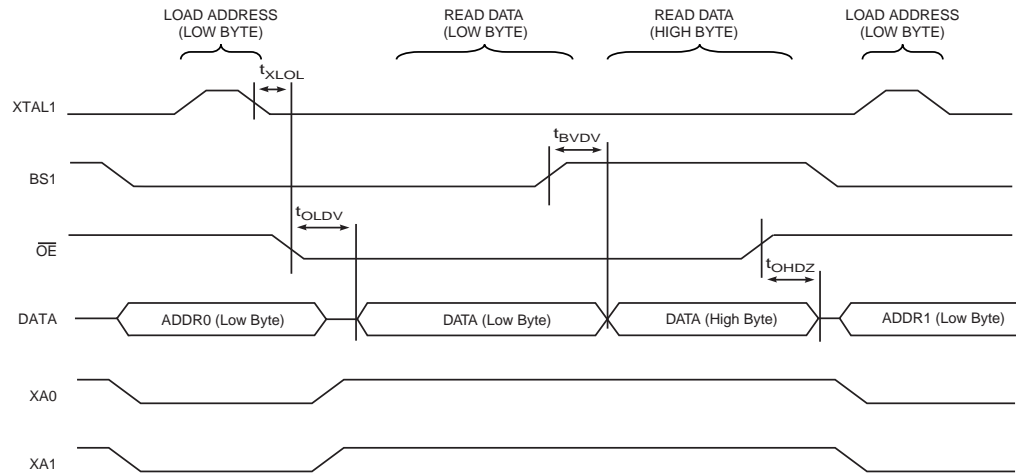 LOAD ADDRESS
(LOW BYTE)
READ DATA
(LOW BYTE)
READ DATA
(HIGH BYTE)
LOAD ADDRESS
(LOW BYTE)
tXLOL
XTAL1
tBVDV
BS1
tOLDV
OE
tOHDZ
DATA
ADDR0 (Low Byte)
DATA (Low Byte)
DATA (High Byte)
ADDR1 (Low Byte)
XA0
XA1